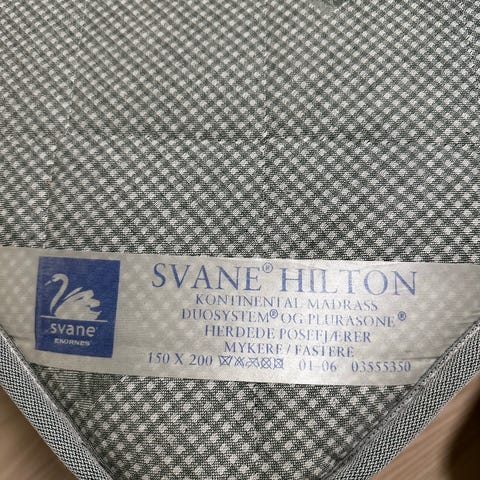 SVANE® HILTON
KONTINENTAL MADRASS
DUOSYSTEM® OG PLURASONE®
HERDEDE POSEFJÆRER
MYKERE / FASTERE
150 X 200 01-06 03555350
svane®
EKORNES®